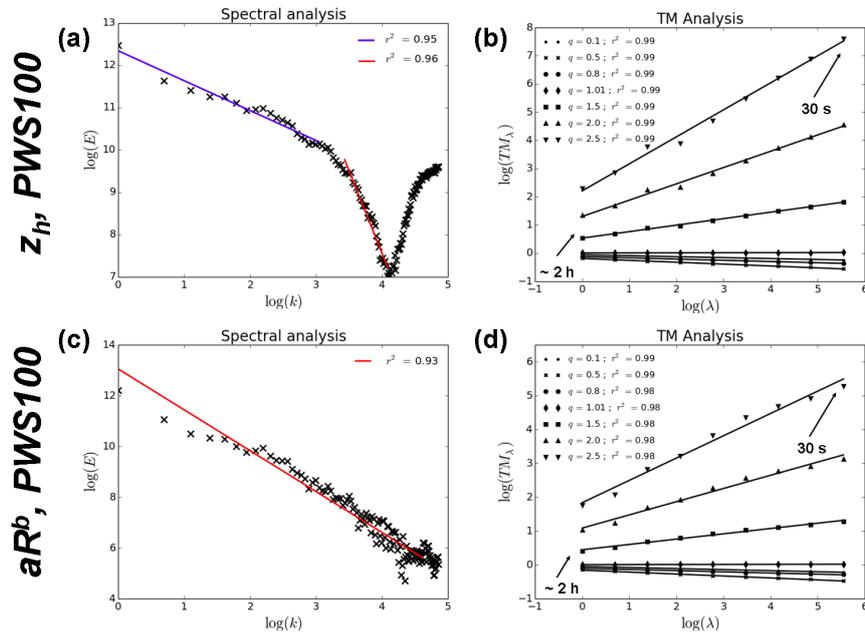 Spectral analysis
TM Analysis
(a)
(b)
z_h, PWS100
log(E)
13
12
11
10
9
8
7
r² = 0.95
r² = 0.96
0
1
2
3
4
5
log(k)
log(TM_λ)
8
7
6
5
4
3
2
1
0
−1
q = 0.1 ; r² = 0.99
q = 0.5 ; r² = 0.99
q = 0.8 ; r² = 0.99
q = 1.01 ; r² = 0.99
q = 1.5 ; r² = 0.99
q = 2.0 ; r² = 0.99
q = 2.5 ; r² = 0.99
30 s
~ 2 h
−1
0
1
2
3
4
5
6
log(λ)
Spectral analysis
TM Analysis
(c)
(d)
aR^b, PWS100
log(E)
14
12
10
8
6
4
r² = 0.93
0
1
2
3
4
5
log(k)
log(TM_λ)
6
5
4
3
2
1
0
−1
q = 0.1 ; r² = 0.99
q = 0.5 ; r² = 0.99
q = 0.8 ; r² = 0.98
q = 1.01 ; r² = 0.98
q = 1.5 ; r² = 0.98
q = 2.0 ; r² = 0.98
q = 2.5 ; r² = 0.98
30 s
~ 2 h
−1
0
1
2
3
4
5
6
log(λ)